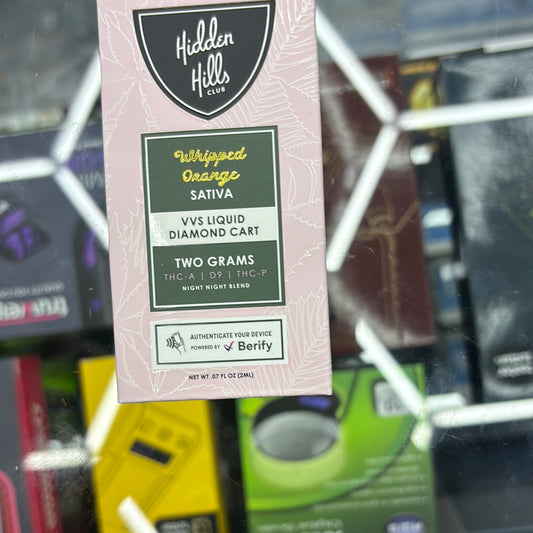 Hidden
Hills
CLUB
Whipped
Orange
SATIVA
VVS LIQUID
DIAMOND CART
TWO GRAMS
THC-A | D9 | THC-P
NIGHT NIGHT BLEND
AUTHENTICATE YOUR DEVICE
POWERED BY Berify
NET WT .07 FL OZ (2ML)